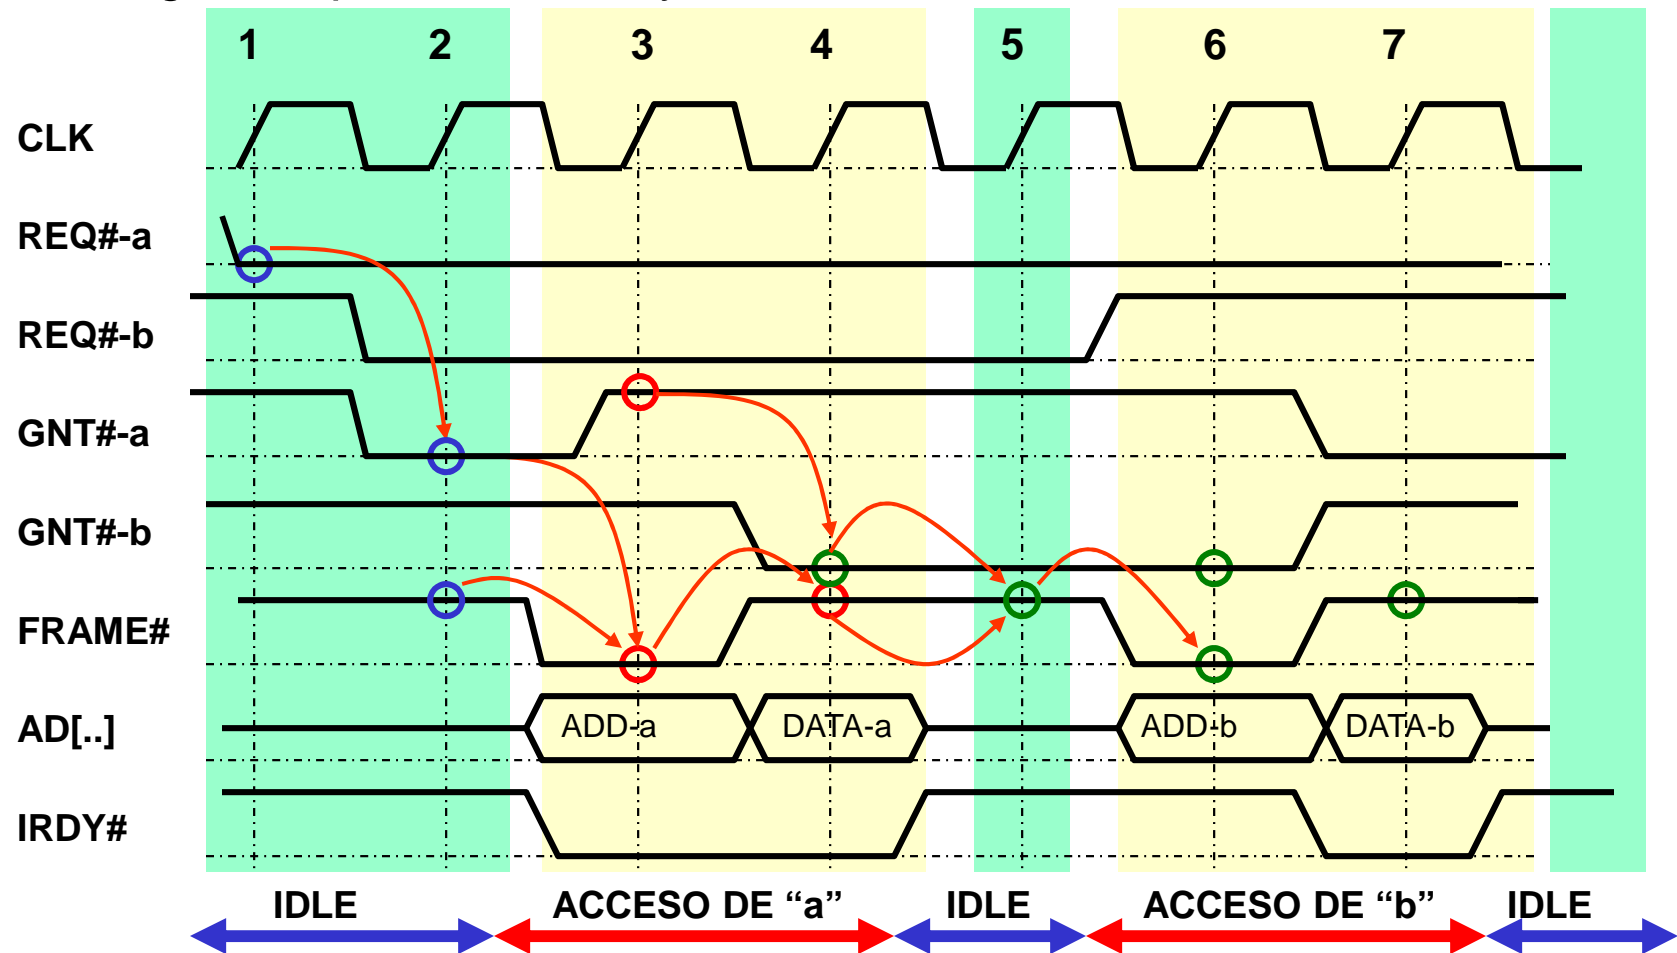 1 2 3 4 5 6 7
CLK
REQ#-a
REQ#-b
GNT#-a
GNT#-b
FRAME#
AD[..] ADD-a DATA-a ADD-b DATA-b
IRDY#
IDLE ACCESO DE “a” IDLE ACCESO DE “b” IDLE